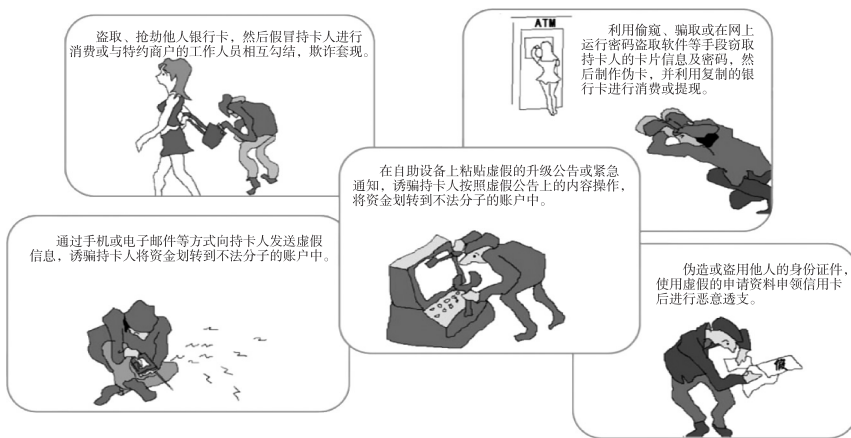 盗取、抢劫他人银行卡，然后假冒持卡人进行
消费或与特约商户的工作人员相互勾结，欺诈套现。
ATM
利用偷窥、骗取或在网上
运行密码盗取软件等手段窃取
持卡人的卡片信息及密码，然
后制作伪卡，并利用复制的银
行卡进行消费或提现。
在自助设备上粘贴虚假的升级公告或紧急
通知，诱骗持卡人按照虚假公告上的内容操作，
将资金划转到不法分子的账户中。
通过手机或电子邮件等方式向持卡人发送虚假
信息，诱骗持卡人将资金划转到不法分子的账户中。
伪造或盗用他人的身份证件，
使用虚假的申请资料申领信用卡
后进行恶意透支。
假